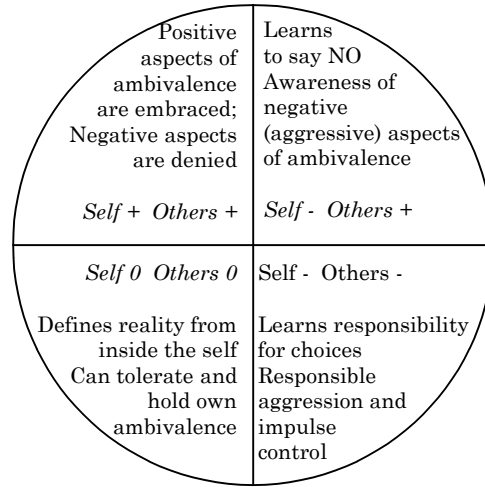 Positive
aspects of
ambivalence
are embraced;
Negative aspects
are denied
Self + Others +
Learns
to say NO
Awareness of
negative
(aggressive) aspects
of ambivalence
Self - Others +
Self 0 Others 0
Defines reality from
inside the self
Can tolerate and
hold own
ambivalence
Self - Others -
Learns responsibility
for choices
Responsible
aggression and
impulse
control